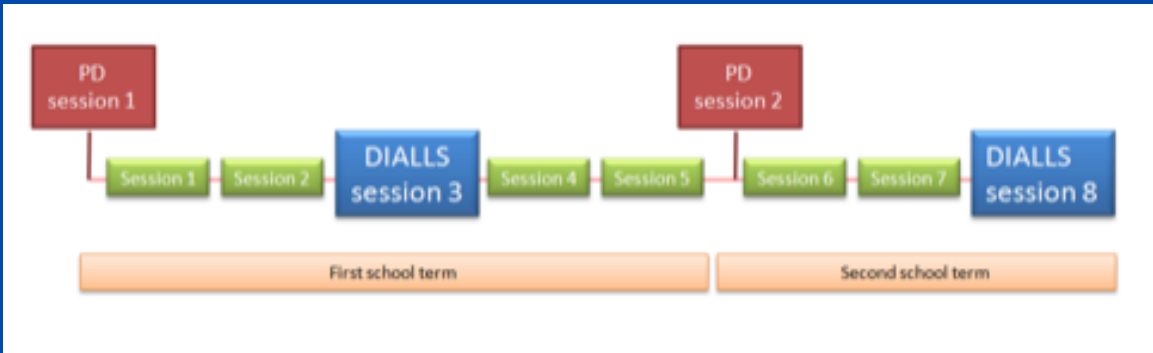 PD
session 1
PD
session 2
Session 1
Session 2
DIALLS
session 3
Session 4
Session 5
Session 6
Session 7
DIALLS
session 8
First school term
Second school term